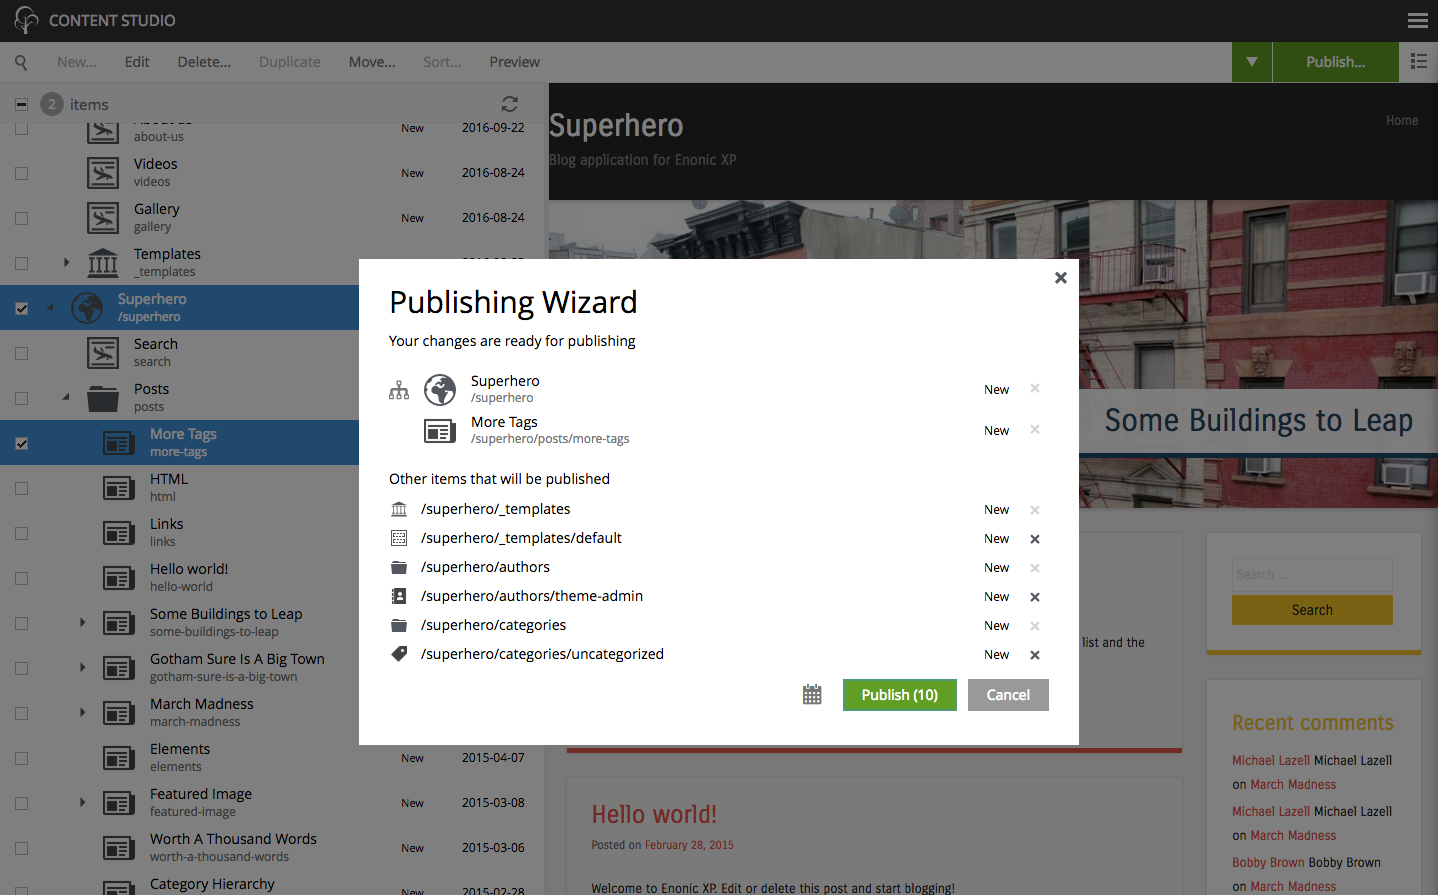 CONTENT STUDIO
New...
Edit
Delete...
Duplicate
Move...
Sort...
Preview
Publish...
2 items
about-us
New
2016-09-22
Videos
videos
New
2016-08-24
Gallery
gallery
New
2016-08-24
Templates
_templates
Superhero
/superhero
Search
search
Posts
posts
More Tags
more-tags
HTML
html
Links
links
Hello world!
hello-world
Some Buildings to Leap
some-buildings-to-leap
Gotham Sure Is A Big Town
gotham-sure-is-a-big-town
March Madness
march-madness
Elements
elements
New
2015-04-07
Featured Image
featured-image
New
2015-03-08
Worth A Thousand Words
worth-a-thousand-words
New
2015-03-06
Category Hierarchy
New
2015-02-28
Superhero
Home
Blog application for Enonic XP
Some Buildings to Leap
Publishing Wizard
Your changes are ready for publishing
Superhero
/superhero
New
More Tags
/superhero/posts/more-tags
New
Other items that will be published
/superhero/_templates
New
/superhero/_templates/default
New
/superhero/authors
New
/superhero/authors/theme-admin
New
/superhero/categories
New
/superhero/categories/uncategorized
New
Publish (10)
Cancel
list and the
Search ...
Search
Recent comments
Michael Lazell Michael Lazell
on March Madness
Michael Lazell Michael Lazell
on March Madness
Bobby Brown Bobby Brown
on March Madness
Hello world!
Posted on February 28, 2015
Welcome to Enonic XP. Edit or delete this post and start blogging!